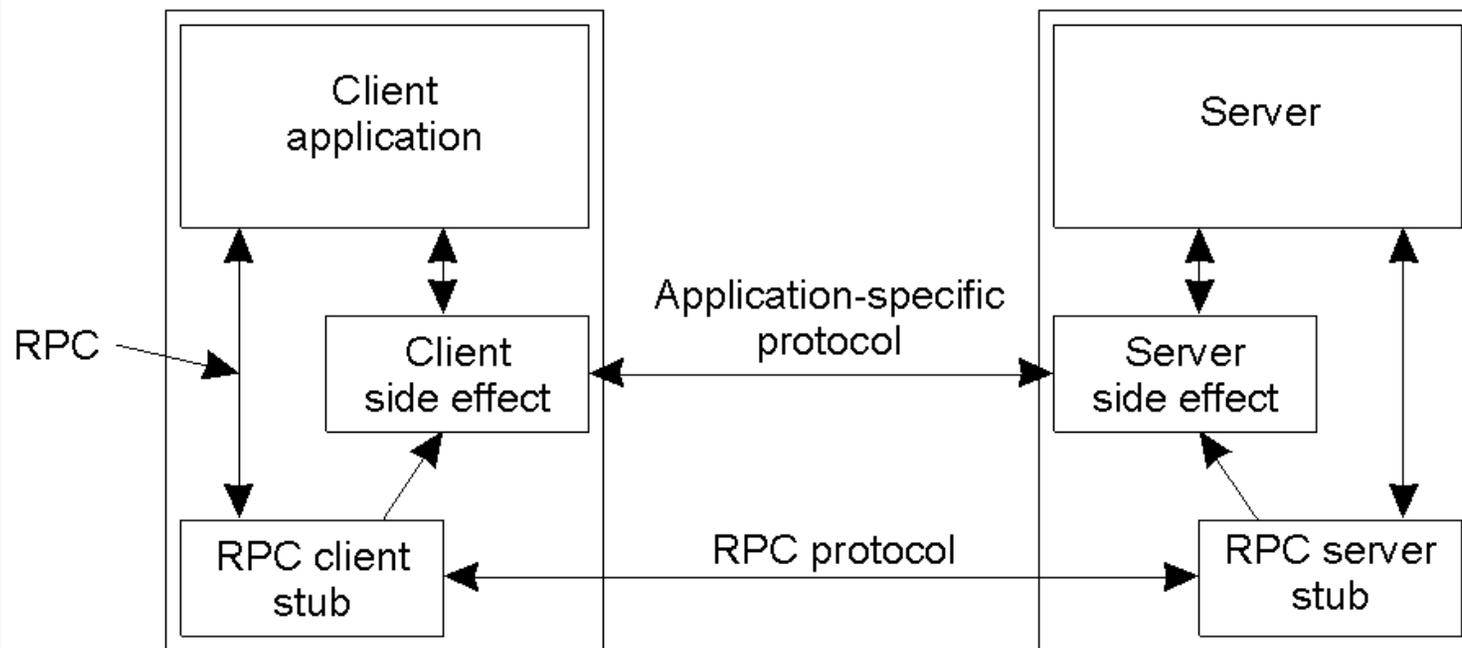 Client
application
Server
Application-specific
protocol
RPC
Client
side effect
Server
side effect
RPC protocol
RPC client
stub
RPC server
stub